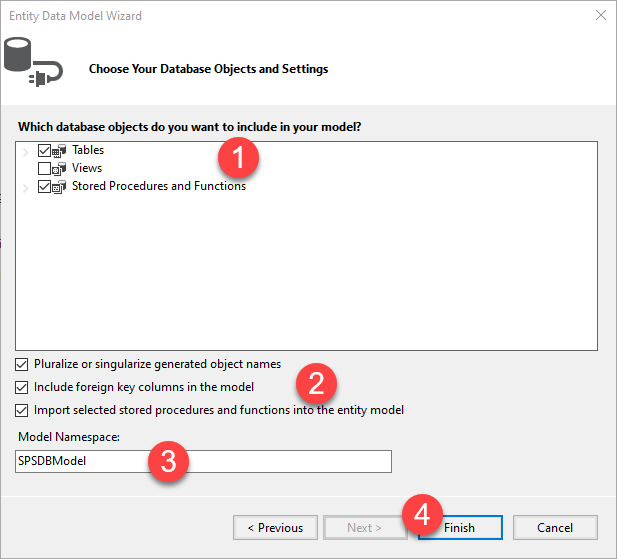 Entity Data Model Wizard
Choose Your Database Objects and Settings
Which database objects do you want to include in your model?
Tables
1
Views
Stored Procedures and Functions
Pluralize or singularize generated object names
Include foreign key columns in the model
2
Import selected stored procedures and functions into the entity model
Model Namespace:
SPSDBModel
3
4
< Previous
Next >
Finish
Cancel